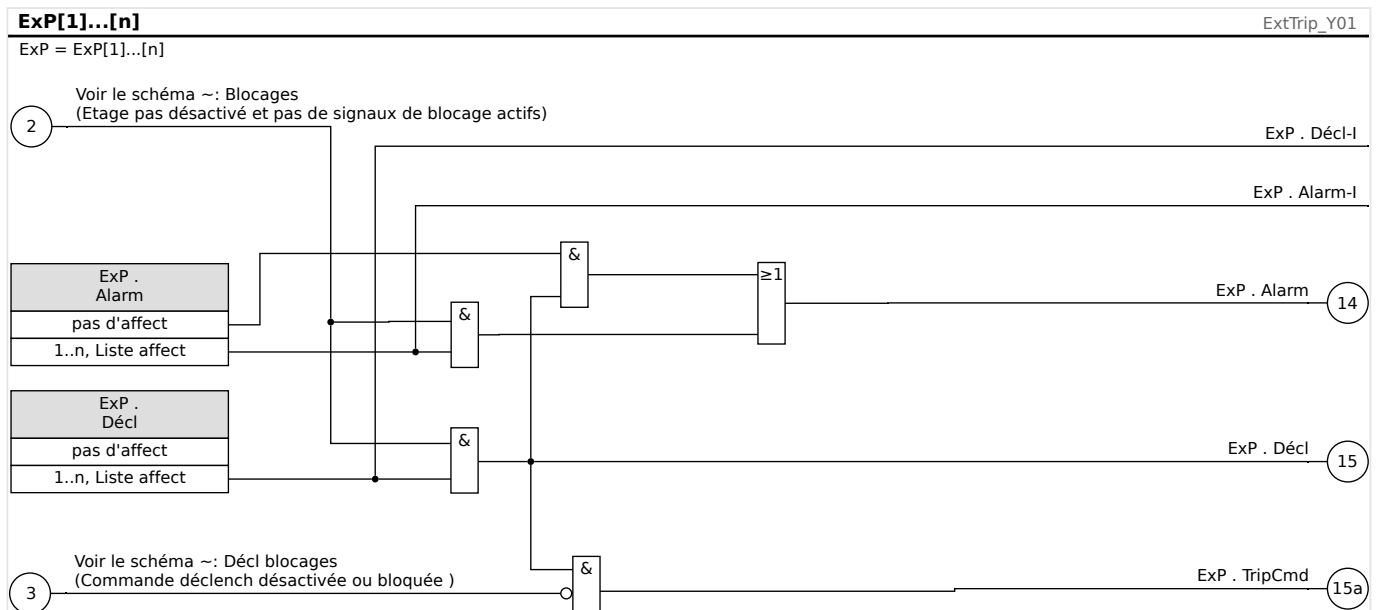 ExP[1]...[n]
ExtTrip_Y01
ExP = ExP[1]...[n]
Voir le schéma ~: Blocages
(Etage pas désactivé et pas de signaux de blocage actifs)
2
ExP . Décl-I
ExP . Alarm-I
ExP .
Alarm
pas d'affect
1..n, Liste affect
&
&
≥1
ExP . Alarm
14
ExP .
Décl
pas d'affect
1..n, Liste affect
&
ExP . Décl
15
Voir le schéma ~: Décl blocages
(Commande déclench désactivée ou bloquée )
3
&
ExP . TripCmd
15a